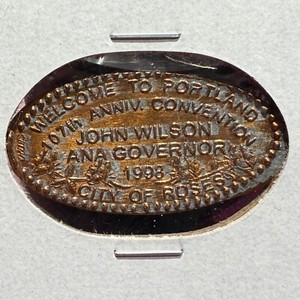 WELCOME TO PORTLAND
107th ANNIV. CONVENTION
JOHN WILSON
ANA GOVERNOR
1998
CITY OF ROSES